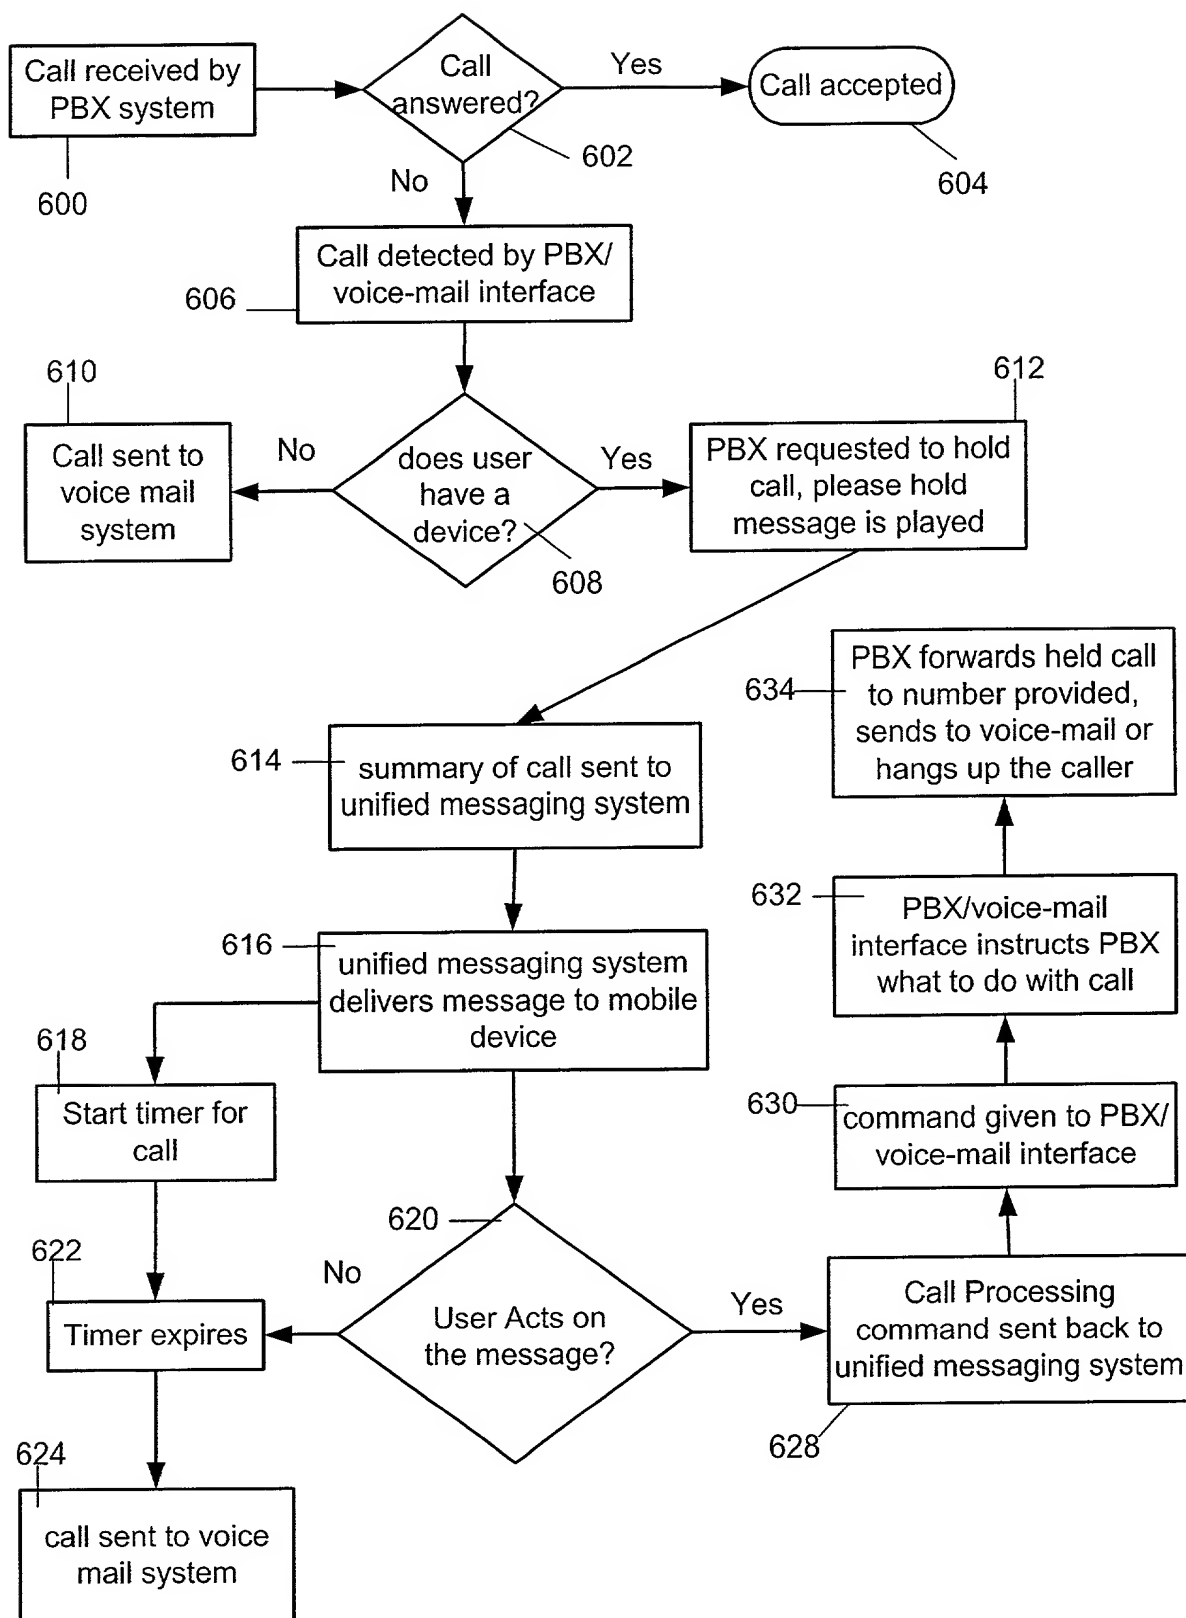 Call received by
PBX system
600
Call
answered?
602
Yes
Call accepted
604
No
Call detected by PBX/
voice-mail interface
606
610
Call sent to
voice mail
system
No
does user
have a
device?
608
Yes
612
PBX requested to hold
call, please hold
message is played
614
summary of call sent to
unified messaging system
616
unified messaging system
delivers message to mobile
device
618
Start timer for
call
620
User Acts on
the message?
No
622
Timer expires
624
call sent to voice
mail system
Yes
Call Processing
command sent back to
unified messaging system
628
630
command given to PBX/
voice-mail interface
632
PBX/voice-mail
interface instructs PBX
what to do with call
634
PBX forwards held call
to number provided,
sends to voice-mail or
hangs up the caller